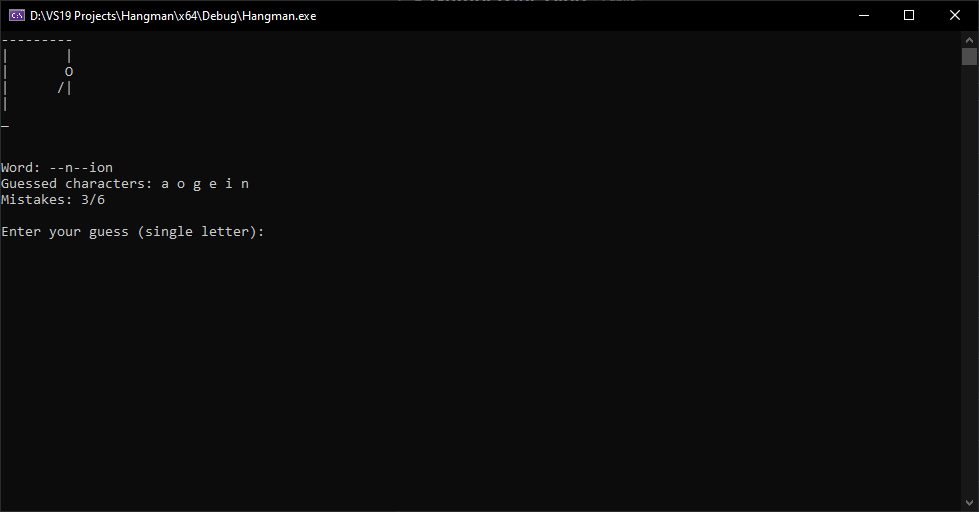 D:\VS19 Projects\Hangman\x64\Debug\Hangman.exe
---------
|       |
|       O
|      /|
|
_
Word: --n--ion
Guessed characters: a o g e i n
Mistakes: 3/6
Enter your guess (single letter):